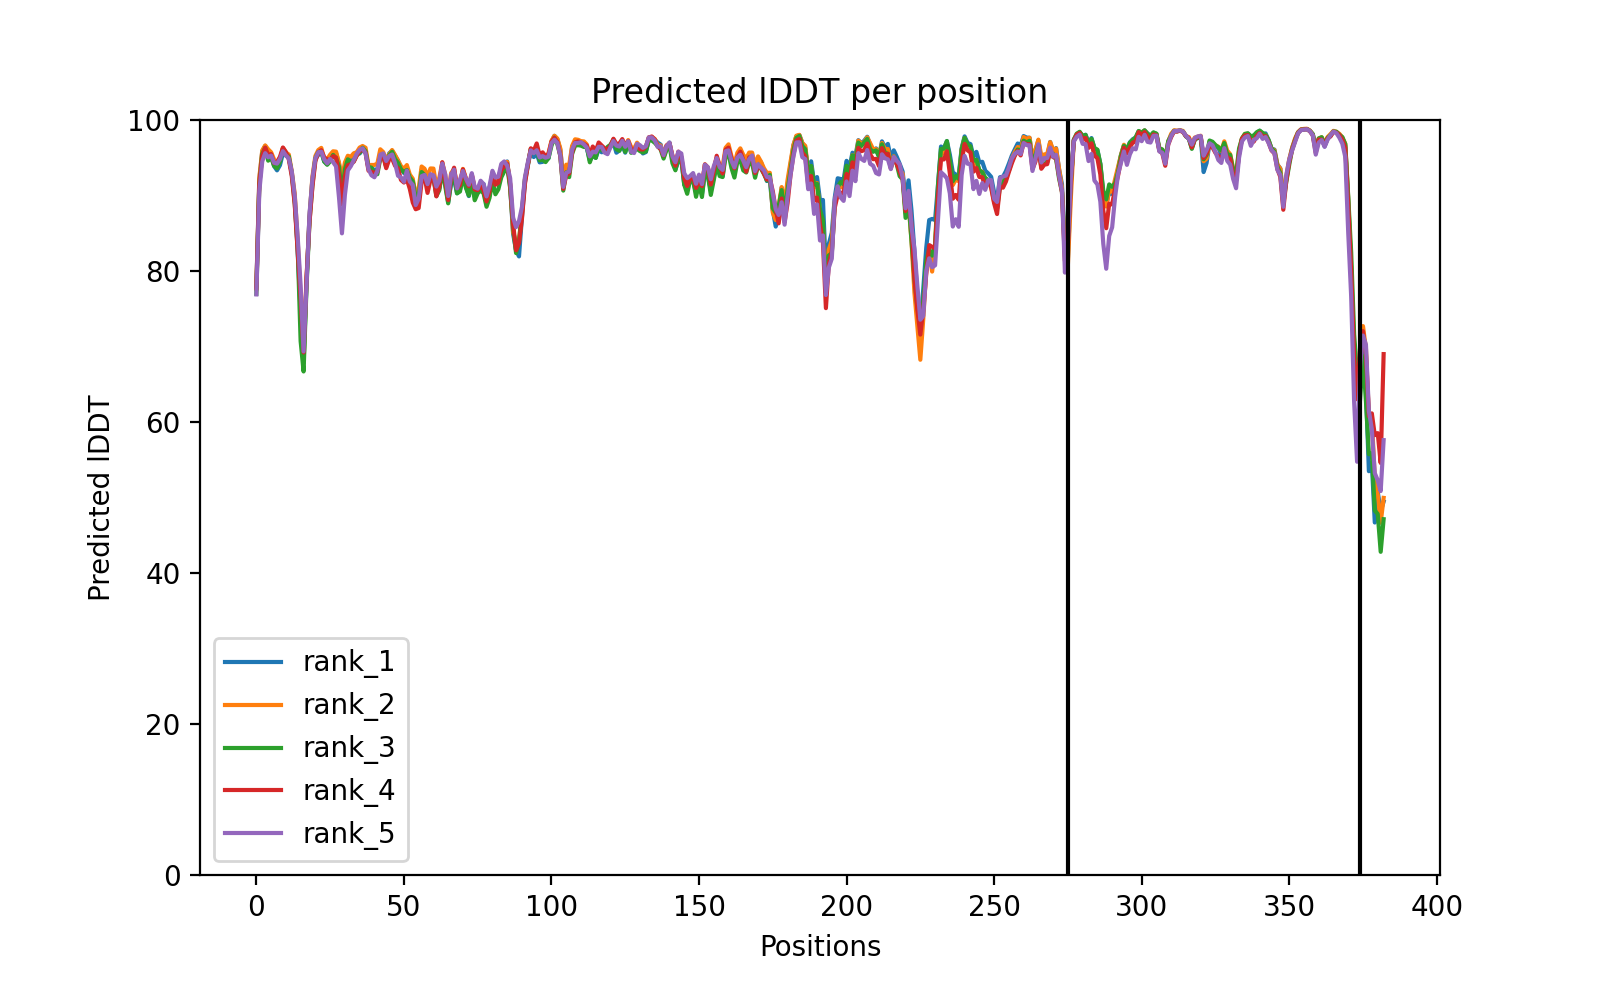 Predicted lDDT per position
Predicted lDDT
100
80
60
40
20
0
rank_1
rank_2
rank_3
rank_4
rank_5
0 50 100 150 200 250 300 350 400
Positions